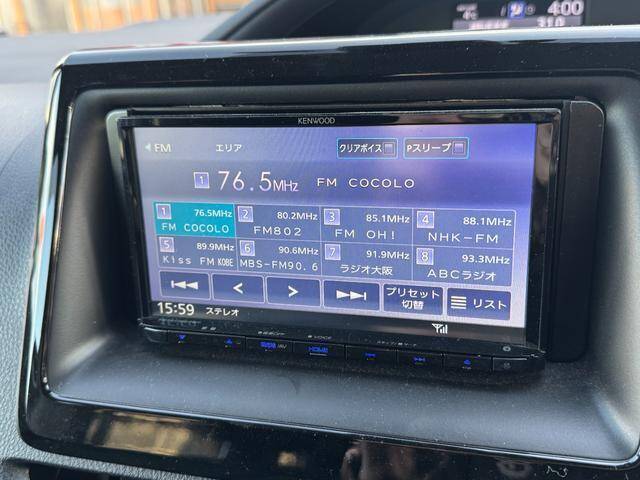 4℃
4:00
310
KENWOOD
FM エリア クリアボイス Pスリープ
1 76.5MHz FM COCOLO
1 76.5MHz FM COCOLO
2 80.2MHz FM802
3 85.1MHz FM OH!
4 88.1MHz NHK-FM
5 89.9MHz Kiss FM KOBE
6 90.6MHz MBS-FM90.6
7 91.9MHz ラジオ大阪
8 93.3MHz ABCラジオ
プリセット
切替
リスト
15:59 ステレオ
VOICE
AV
HOME